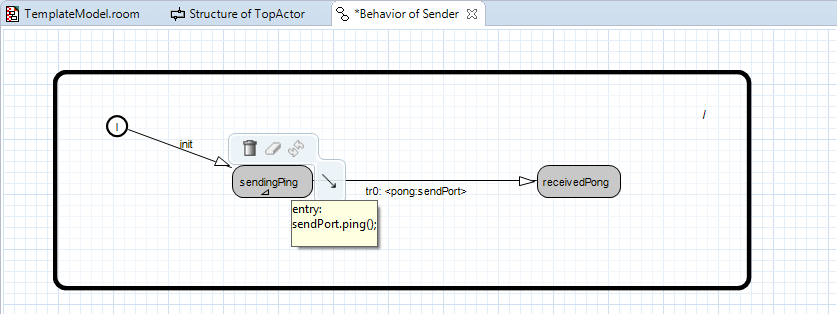 TemplateModel.room
Structure of TopActor
*Behavior of Sender
/
I
init
sendingPing
tr0: <pong:sendPort>
receivedPong
entry:
sendPort.ping();